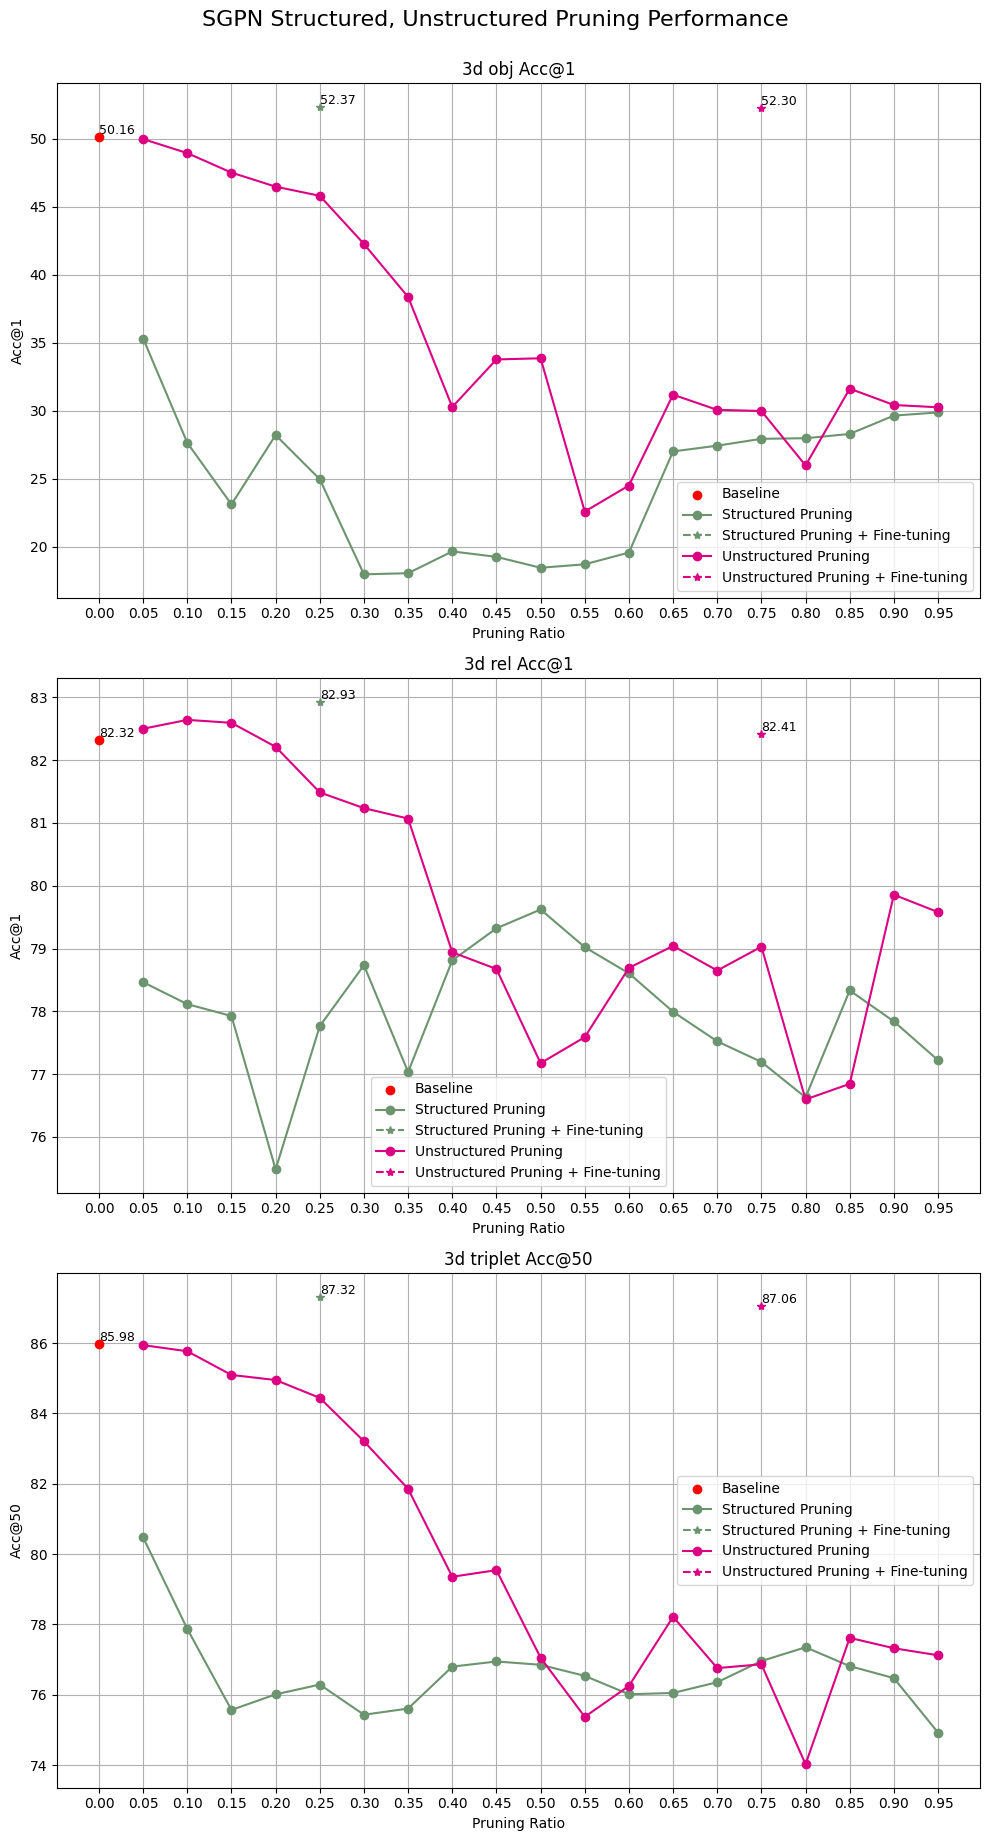 SGPN Structured, Unstructured Pruning Performance
3d obj Acc@1
52.37
52.30
50.16
50
45
40
35
30
25
20
Acc@1
Baseline
Structured Pruning
Structured Pruning + Fine-tuning
Unstructured Pruning
Unstructured Pruning + Fine-tuning
0.00 0.05 0.10 0.15 0.20 0.25 0.30 0.35 0.40 0.45 0.50 0.55 0.60 0.65 0.70 0.75 0.80 0.85 0.90 0.95
Pruning Ratio
3d rel Acc@1
82.93
82.41
82.32
83
82
81
80
79
78
77
76
Acc@1
Baseline
Structured Pruning
Structured Pruning + Fine-tuning
Unstructured Pruning
Unstructured Pruning + Fine-tuning
0.00 0.05 0.10 0.15 0.20 0.25 0.30 0.35 0.40 0.45 0.50 0.55 0.60 0.65 0.70 0.75 0.80 0.85 0.90 0.95
Pruning Ratio
3d triplet Acc@50
87.32
87.06
85.98
86
84
82
80
78
76
74
Acc@50
Baseline
Structured Pruning
Structured Pruning + Fine-tuning
Unstructured Pruning
Unstructured Pruning + Fine-tuning
0.00 0.05 0.10 0.15 0.20 0.25 0.30 0.35 0.40 0.45 0.50 0.55 0.60 0.65 0.70 0.75 0.80 0.85 0.90 0.95
Pruning Ratio